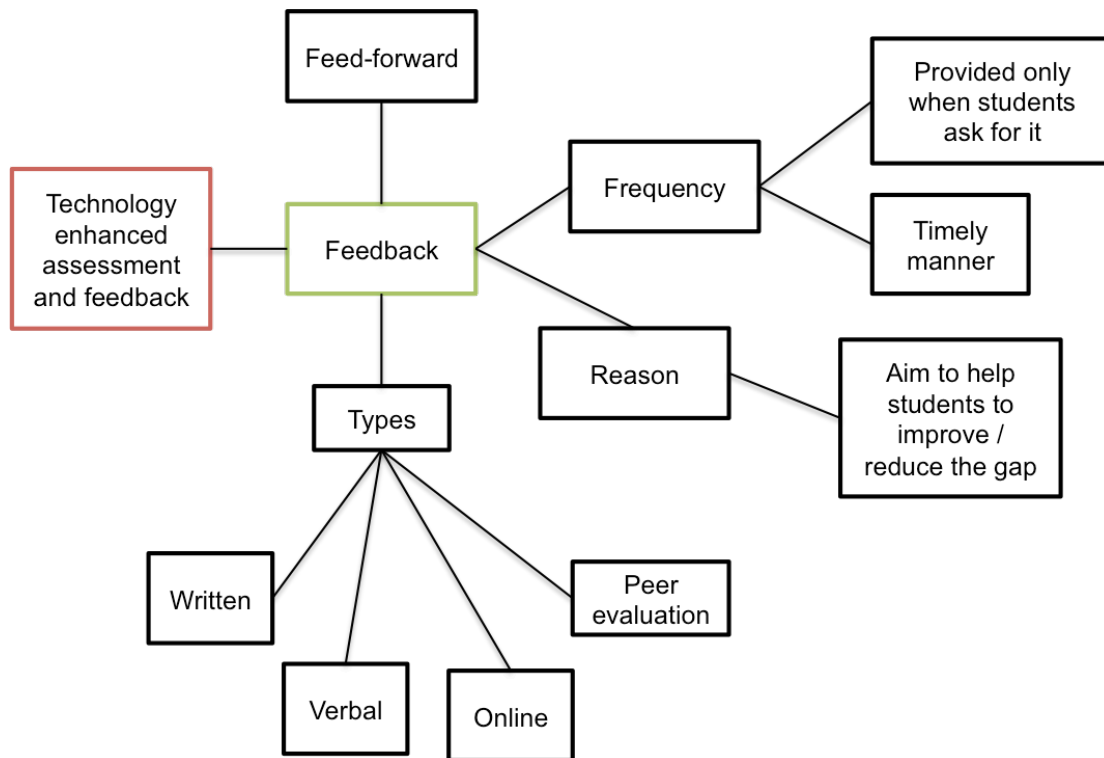 Feed-forward
Provided only
when students
ask for it
Frequency
Technology
enhanced
assessment
and feedback
Feedback
Timely
manner
Reason
Aim to help
students to
improve /
reduce the gap
Types
Written
Peer
evaluation
Verbal
Online